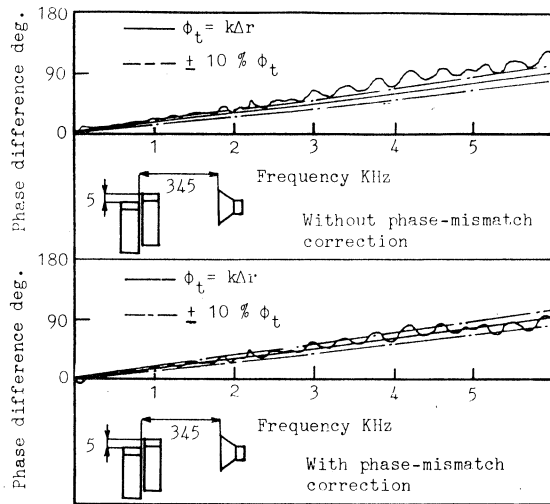 Phase difference deg.
180
90
0
ϕt = kΔr
± 10 % ϕt
1 2 3 4 5
Frequency KHz
345
5
Without phase-mismatch
correction
Phase difference deg.
180
90
0
ϕt = kΔr
± 10 % ϕt
1 2 3 4 5
Frequency KHz
345
5
With phase-mismatch
correction